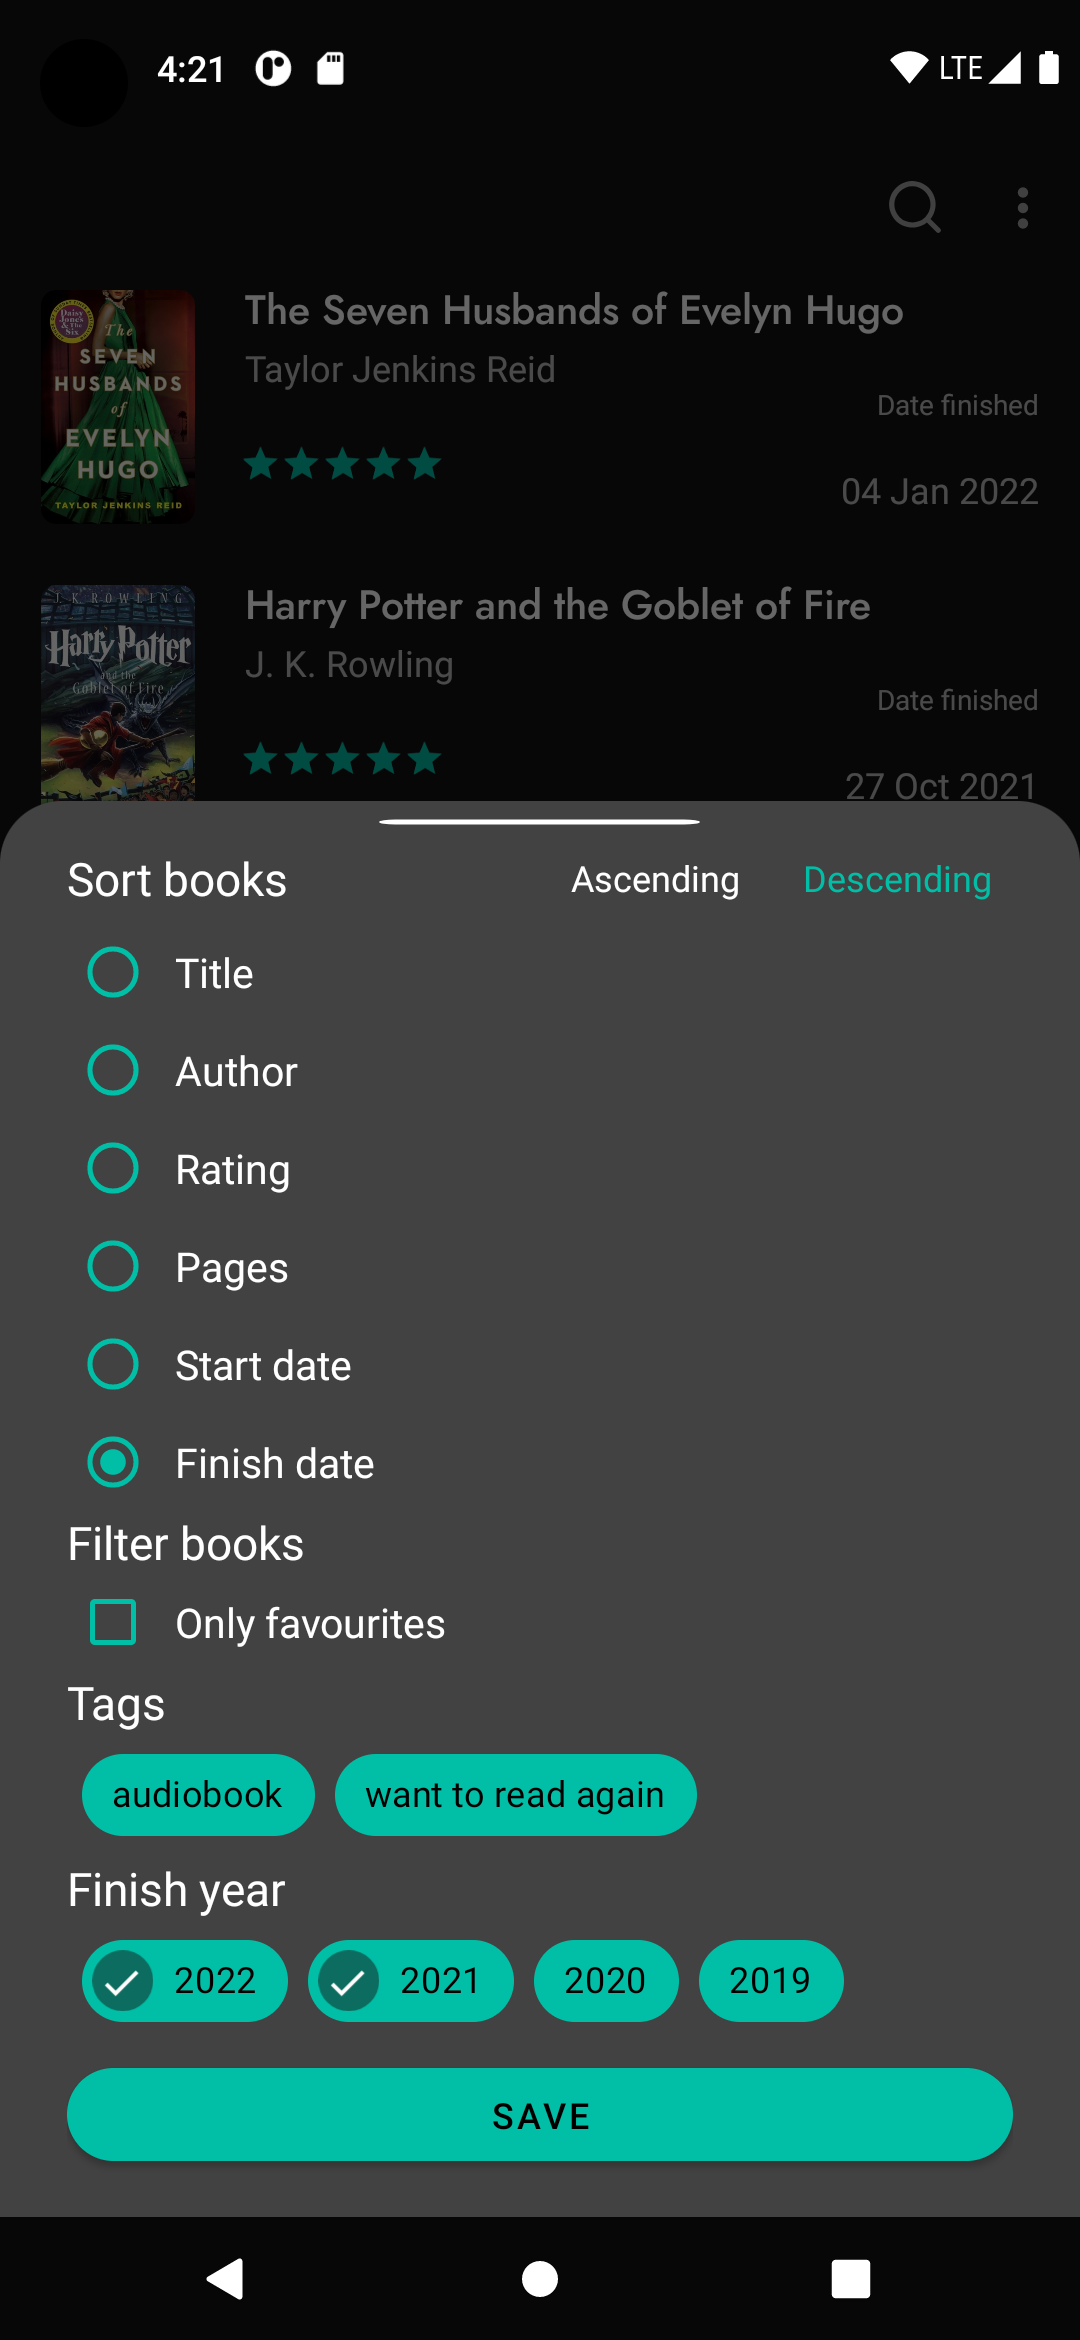 4:21
LTE
The Seven Husbands of Evelyn Hugo
Taylor Jenkins Reid
Date finished
04 Jan 2022
Daisy Jones & The Six
The
SEVEN
HUSBANDS
of
EVELYN
HUGO
TAYLOR JENKINS REID
Harry Potter and the Goblet of Fire
J. K. Rowling
Date finished
27 Oct 2021
J. K. ROWLING
Harry Potter
and the
Goblet of Fire
Sort books
Ascending
Descending
Title
Author
Rating
Pages
Start date
Finish date
Filter books
Only favourites
Tags
audiobook
want to read again
Finish year
2022
2021
2020
2019
SAVE